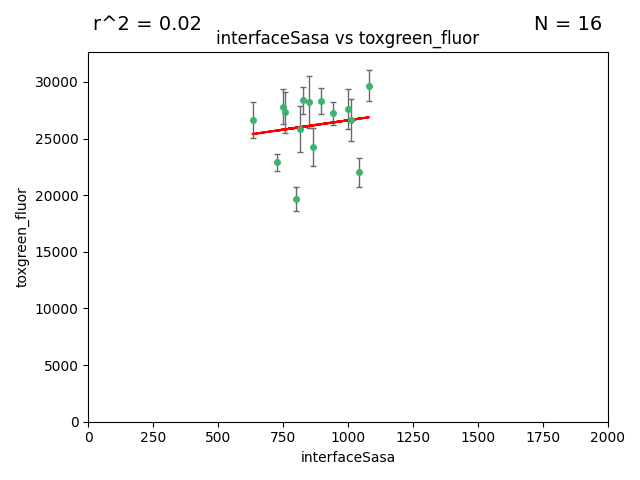 r^2 = 0.02
N = 16
interfaceSasa vs toxgreen_fluor
30000
25000
20000
15000
10000
5000
0
toxgreen_fluor
0 250 500 750 1000 1250 1500 1750 2000
interfaceSasa